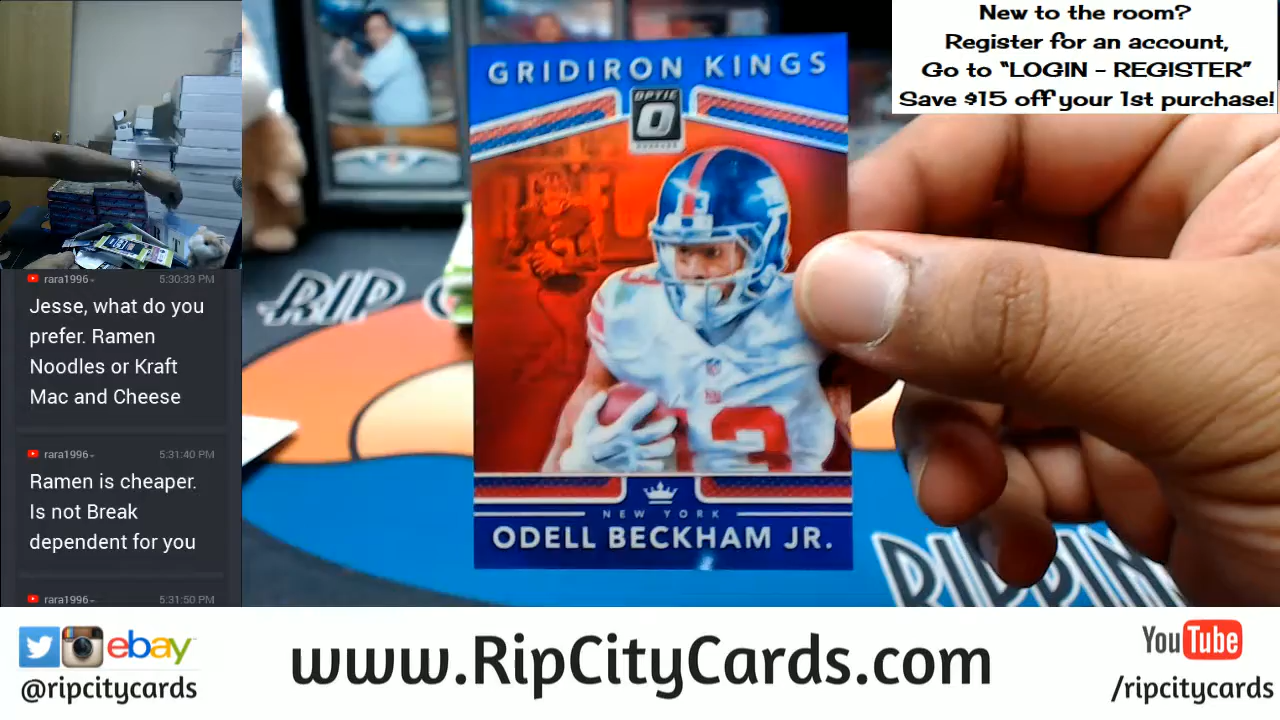 New to the room?
Register for an account,
Go to “LOGIN - REGISTER”
Save $15 off your 1st purchase!
GRIDIRON KINGS
OPTIC
O
13
NEW YORK
ODELL BECKHAM JR.
RIP
RIPPIN
rara1996 5:30:33 PM
Jesse, what do you
prefer. Ramen
Noodles or Kraft
Mac and Cheese
rara1996 5:31:40 PM
Ramen is cheaper.
Is not Break
dependent for you
rara1996 5:31:50 PM
ebay
@ripcitycards
www.RipCityCards.com
YouTube
/ripcitycards